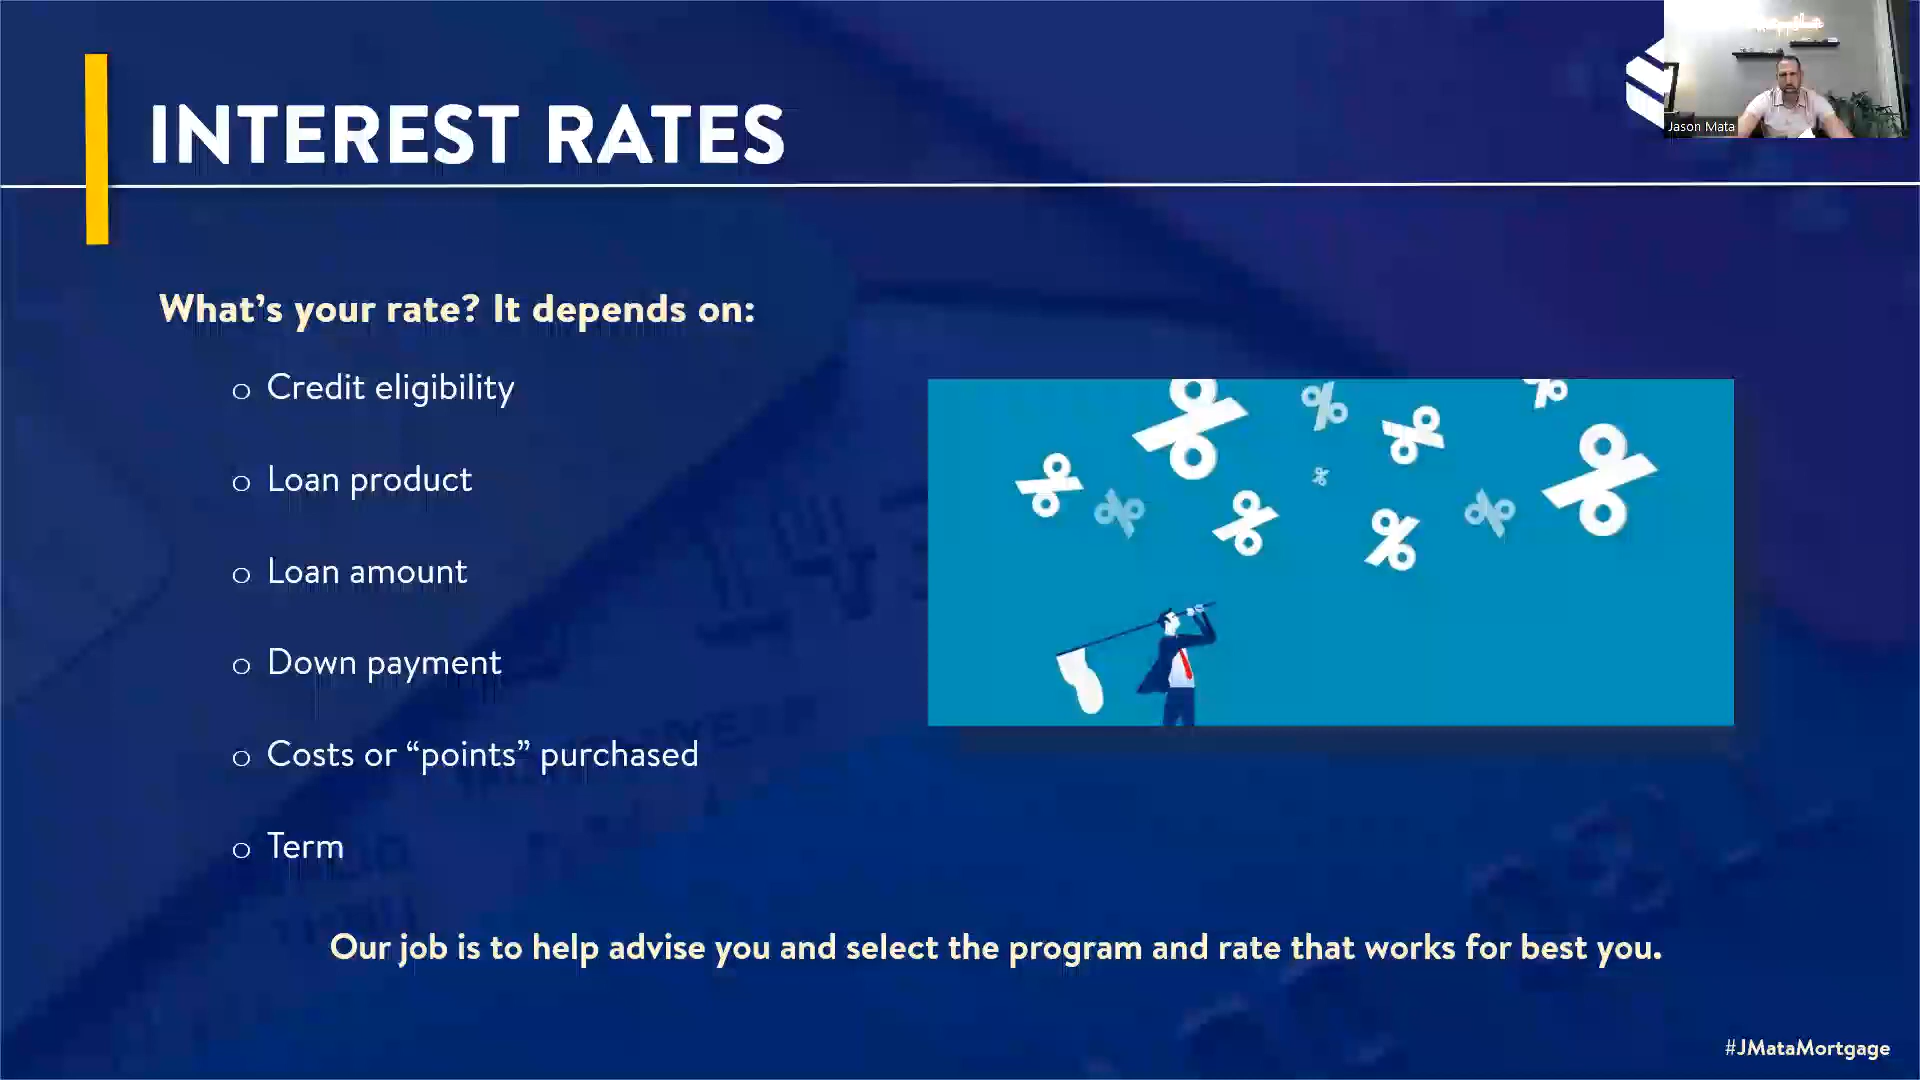 INTEREST RATES
Jason Mata
What's your rate? It depends on:
o Credit eligibility
o Loan product
o Loan amount
o Down payment
o Costs or “points” purchased
o Term
% % % % % % % % % % %
Our job is to help advise you and select the program and rate that works for best you.
#JMataMortgage